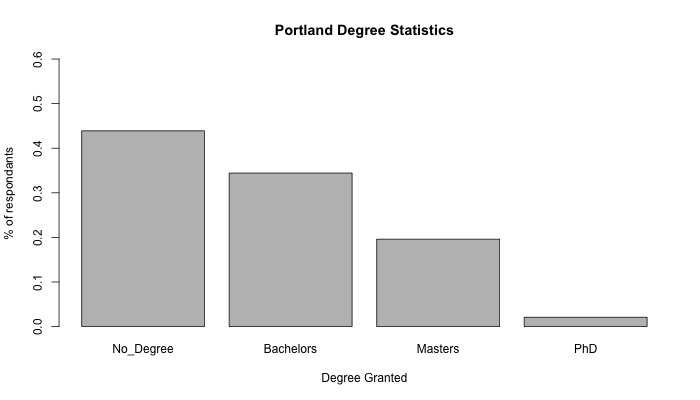 Portland Degree Statistics
% of respondants
0.6
0.5
0.4
0.3
0.2
0.1
0.0
No_Degree Bachelors Masters PhD
Degree Granted